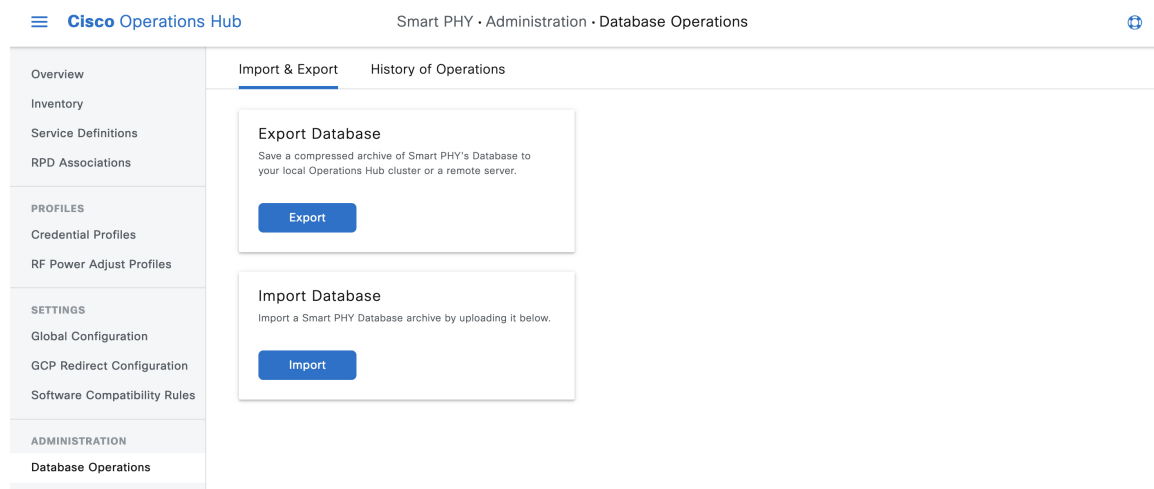 Cisco Operations Hub
Smart PHY • Administration • Database Operations
Overview
Inventory
Service Definitions
RPD Associations
PROFILES
Credential Profiles
RF Power Adjust Profiles
SETTINGS
Global Configuration
GCP Redirect Configuration
Software Compatibility Rules
ADMINISTRATION
Database Operations
Import & Export
History of Operations
Export Database
Save a compressed archive of Smart PHY's Database to
your local Operations Hub cluster or a remote server.
Export
Import Database
Import a Smart PHY Database archive by uploading it below.
Import